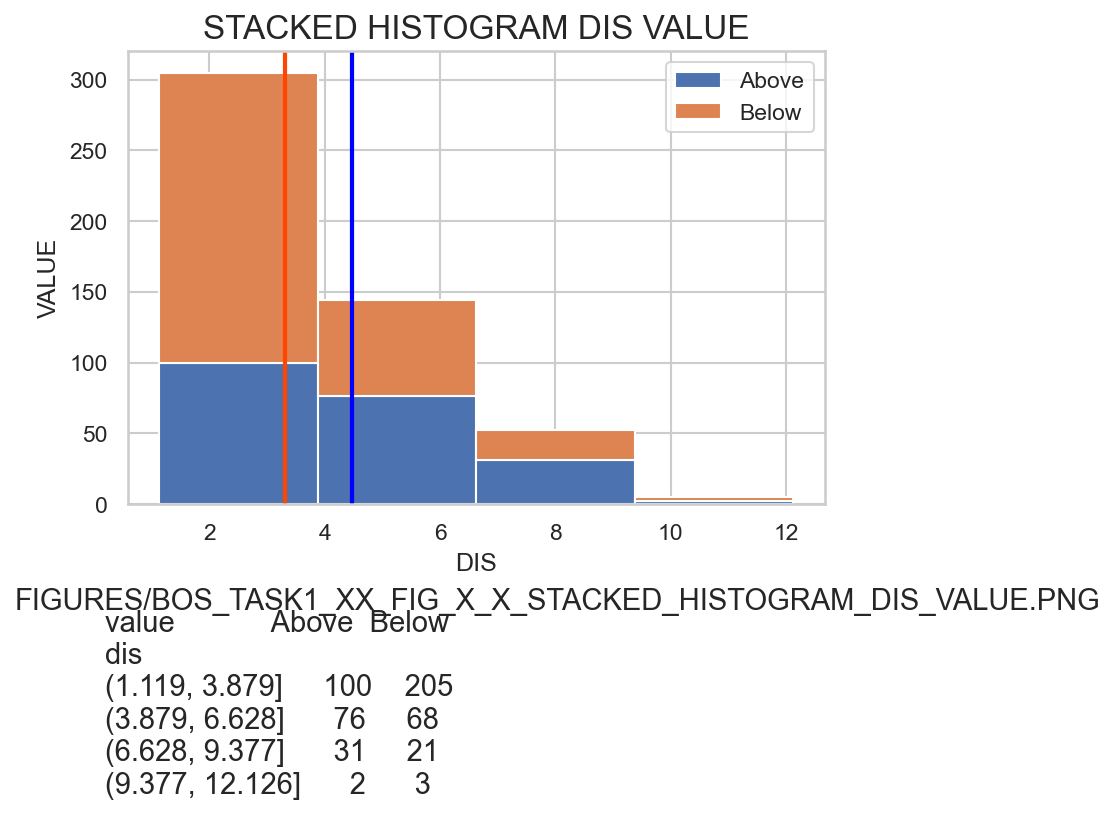 STACKED HISTOGRAM DIS VALUE
Above
Below
300
250
200
150
100
50
0
VALUE
2 4 6 8 10 12
DIS
FIGURES/BOS_TASK1_XX_FIG_X_X_STACKED_HISTOGRAM_DIS_VALUE.PNG
value Above Below
dis
(1.119, 3.879] 100 205
(3.879, 6.628] 76 68
(6.628, 9.377] 31 21
(9.377, 12.126] 2 3